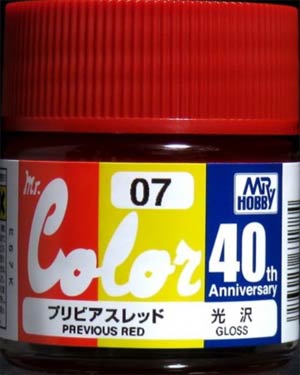 07
Mr.
Color
MR HOBBY
40th
Anniversary
プリビアスレッド
PREVIOUS RED
光沢
GLOSS